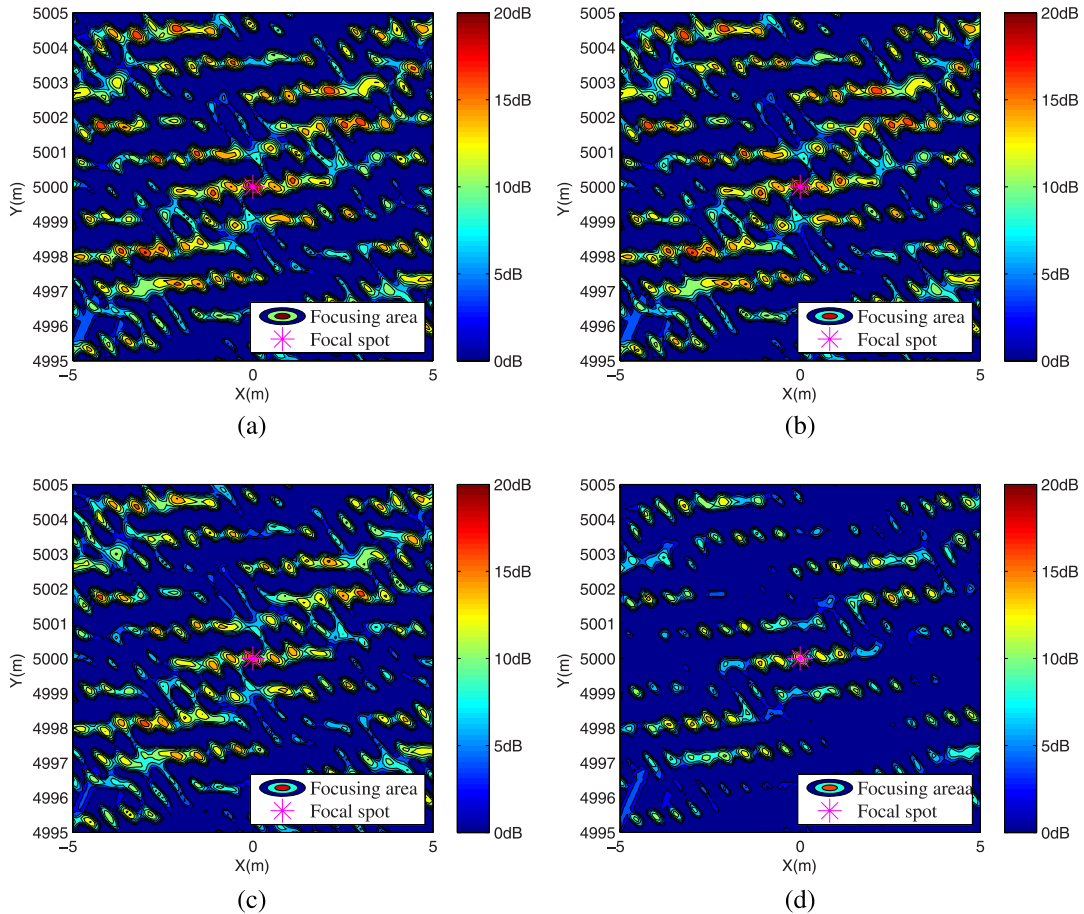 5005
5004
5003
5002
5001
5000
4999
4998
4997
4996
4995
Y(m)
−5
0
5
X(m)
Focusing area
Focal spot
20dB
15dB
10dB
5dB
0dB
(a)
5005
5004
5003
5002
5001
5000
4999
4998
4997
4996
4995
Y(m)
−5
0
5
X(m)
Focusing area
Focal spot
20dB
15dB
10dB
5dB
0dB
(b)
5005
5004
5003
5002
5001
5000
4999
4998
4997
4996
4995
Y(m)
−5
0
5
X(m)
Focusing area
Focal spot
20dB
15dB
10dB
5dB
0dB
(c)
5005
5004
5003
5002
5001
5000
4999
4998
4997
4996
4995
Y(m)
−5
0
5
X(m)
Focusing areaa
Focal spot
20dB
15dB
10dB
5dB
0dB
(d)